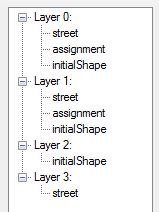 Layer 0:
street
assignment
initialShape
Layer 1:
street
assignment
initialShape
Layer 2:
initialShape
Layer 3:
street